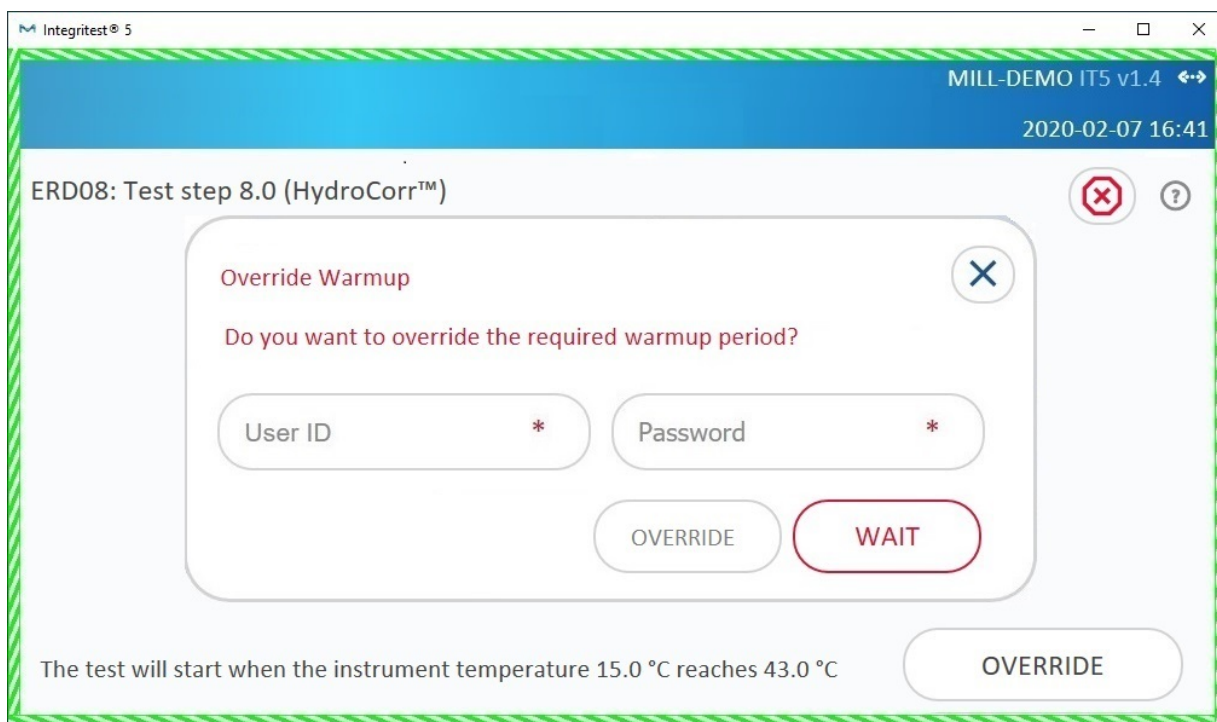 Integritest® 5
MILL-DEMO IT5 v1.4
2020-02-07 16:41
ERD08: Test step 8.0 (HydroCorr™)
Override Warmup
Do you want to override the required warmup period?
User ID * Password *
OVERRIDE WAIT
The test will start when the instrument temperature 15.0 °C reaches 43.0 °C OVERRIDE